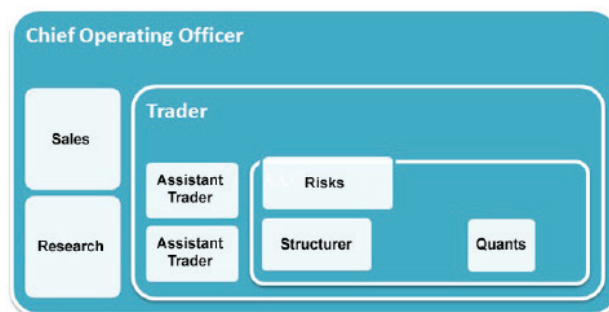 Chief Operating Officer
Trader
Sales
Assistant
Trader
Risks
Research
Assistant
Trader
Structurer
Quants